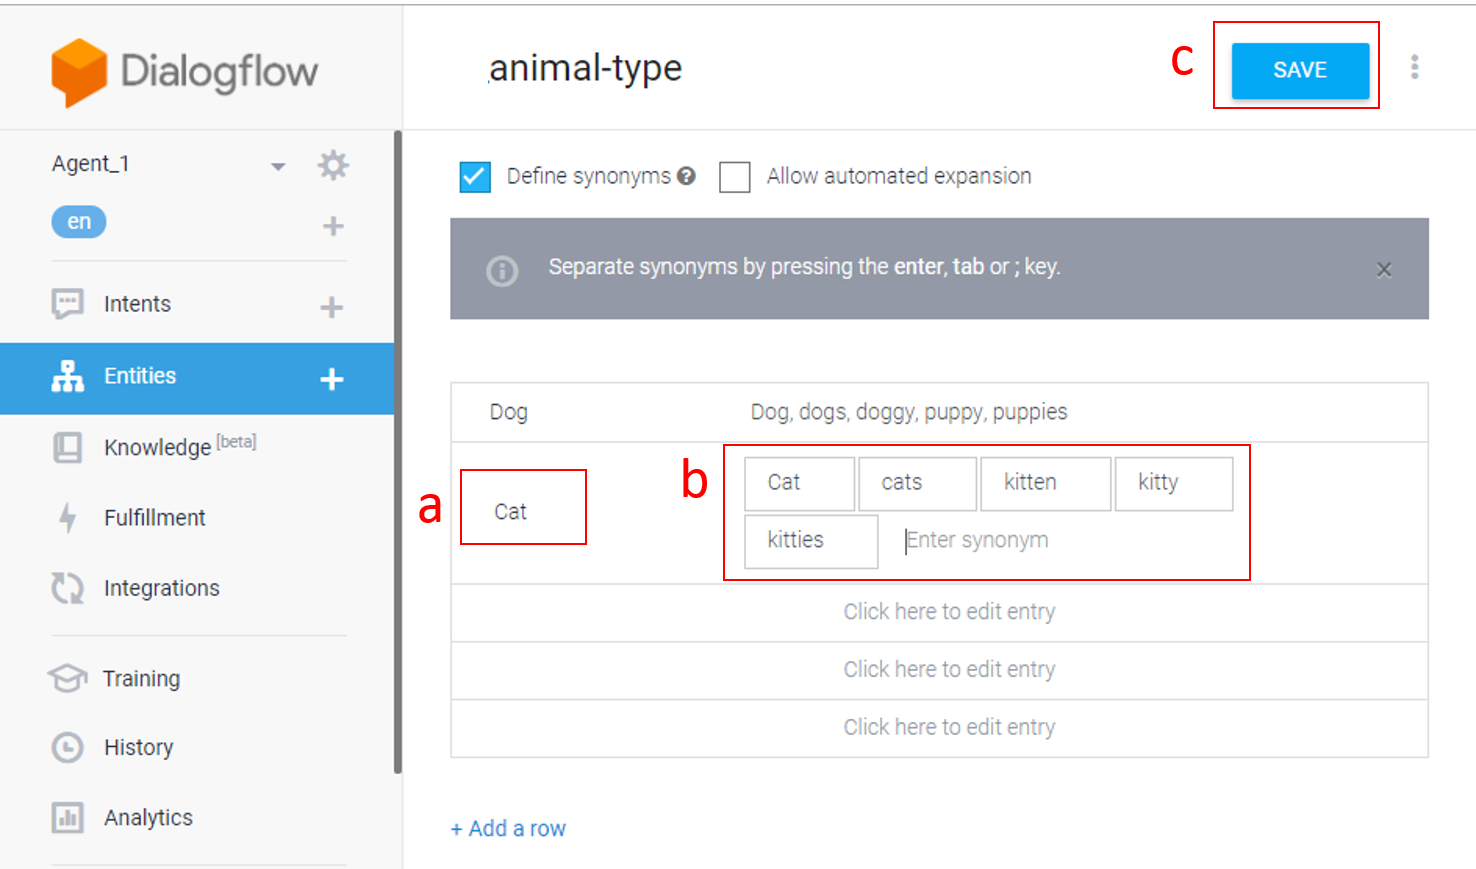 Dialogflow
animal-type
c
SAVE
Agent_1
Define synonyms ?
Allow automated expansion
en
+
Separate synonyms by pressing the enter, tab or ; key.
×
Intents +
Entities +
Dog
Dog, dogs, doggy, puppy, puppies
Knowledge [beta]
a
Cat
b
Cat cats kitten kitty
kitties Enter synonym
Fulfillment
Integrations
Click here to edit entry
Click here to edit entry
Click here to edit entry
Training
History
Analytics
+ Add a row